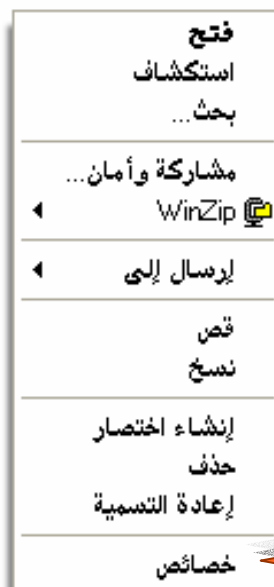 فتح
استكشاف
بحث...
مشاركة وأمان...
WinZip
إرسال إلى
قص
نسخ
إنشاء اختصار
حذف
إعادة التسمية
خصائص